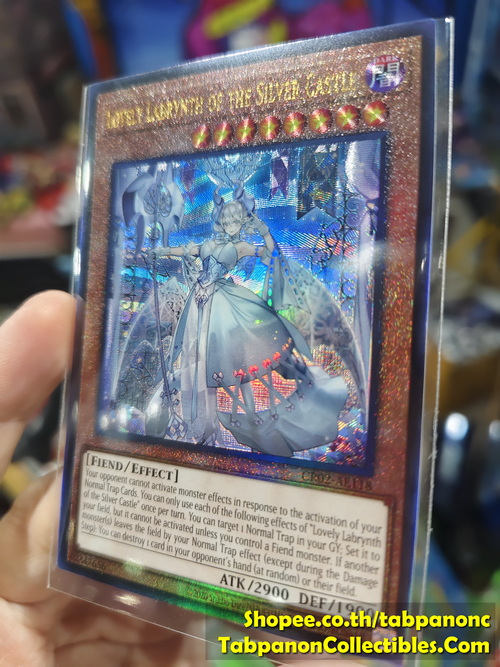 Lovely Labrynth of the Silver Castle
DARK
闇
CR02-AE118
[Fiend/Effect]
Your opponent cannot activate monster effects in response to the activation of your
Normal Trap Cards. You can only use each of the following effects of "Lovely Labrynth
of the Silver Castle" once per turn. You can target 1 Normal Trap in your GY; Set it to
your field, but it cannot be activated unless you control a Fiend monster. If another
monster(s) leaves the field by your Normal Trap effect (except during the Damage
Step): You can destroy 1 card in your opponent's hand (at random) or their field.
ATK/2900 DEF/1900
Shopee.co.th/tabpanonc
TabpanonCollectibles.Com